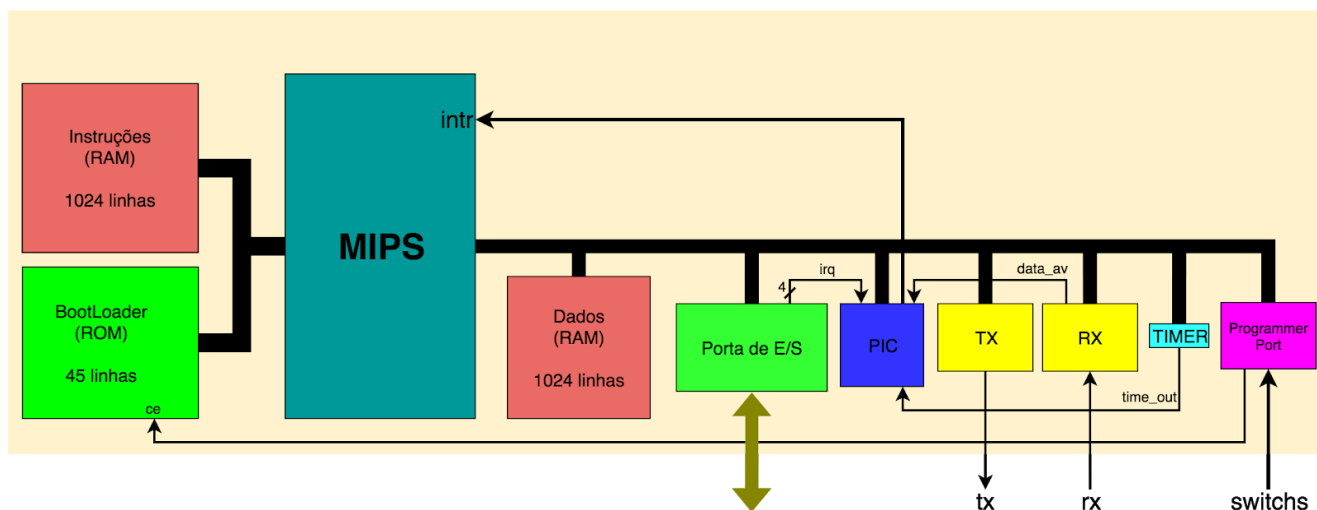 Instruções
(RAM)
1024 linhas
BootLoader
(ROM)
45 linhas
ce
MIPS
intr
Dados
(RAM)
1024 linhas
Porta de E/S
4
irq
PIC
TX
data_av
RX
TIMER
time_out
Programmer
Port
tx
rx
switchs